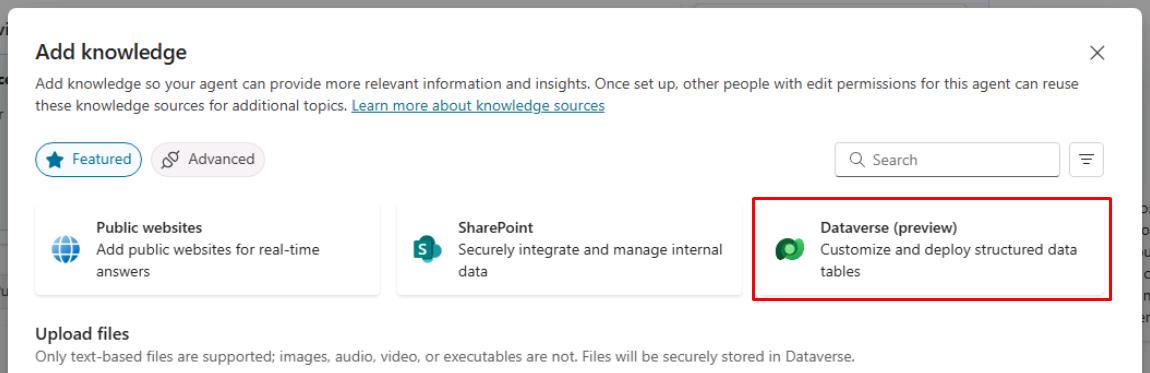 Add knowledge
Add knowledge so your agent can provide more relevant information and insights. Once set up, other people with edit permissions for this agent can reuse
these knowledge sources for additional topics. Learn more about knowledge sources
Featured
Advanced
Search
Public websites
Add public websites for real-time
answers
SharePoint
Securely integrate and manage internal
data
Dataverse (preview)
Customize and deploy structured data
tables
Upload files
Only text-based files are supported; images, audio, video, or executables are not. Files will be securely stored in Dataverse.